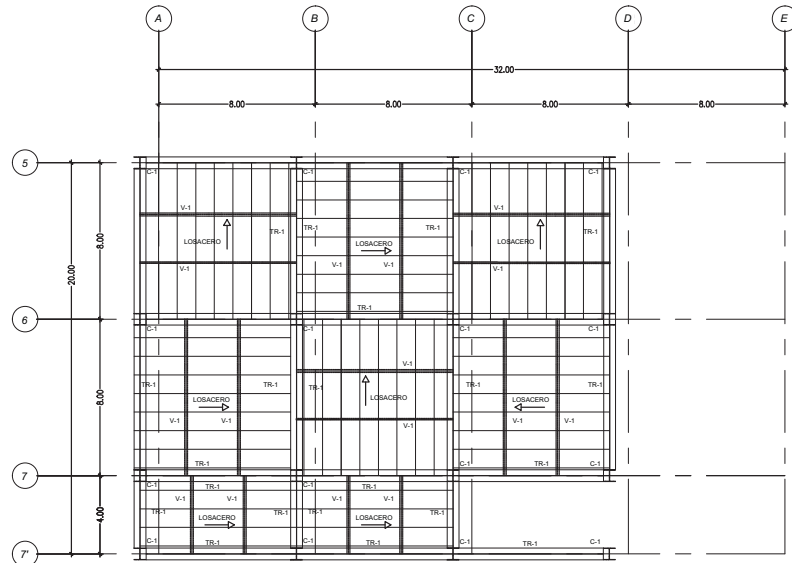 A B C D E
32.00
8.00 8.00 8.00 8.00
5
C-1 C-1 C-1 C-1
V-1 V-1
TR-1 TR-1 TR-1 TR-1
LOSACERO LOSACERO LOSACERO
8.00
V-1 V-1 V-1 V-1
20.00
TR-1
6
C-1 C-1 C-1 C-1
V-1
TR-1 TR-1 TR-1 TR-1 TR-1
LOSACERO LOSACERO LOSACERO
8.00
V-1 V-1 V-1 V-1 V-1
TR-1 C-1 TR-1 C-1
7
C-1 TR-1 C-1 TR-1
V-1 V-1 V-1 V-1
TR-1 TR-1 TR-1 TR-1
4.00
LOSACERO LOSACERO
C-1 TR-1 C-1 TR-1 C-1 TR-1 C-1
7'